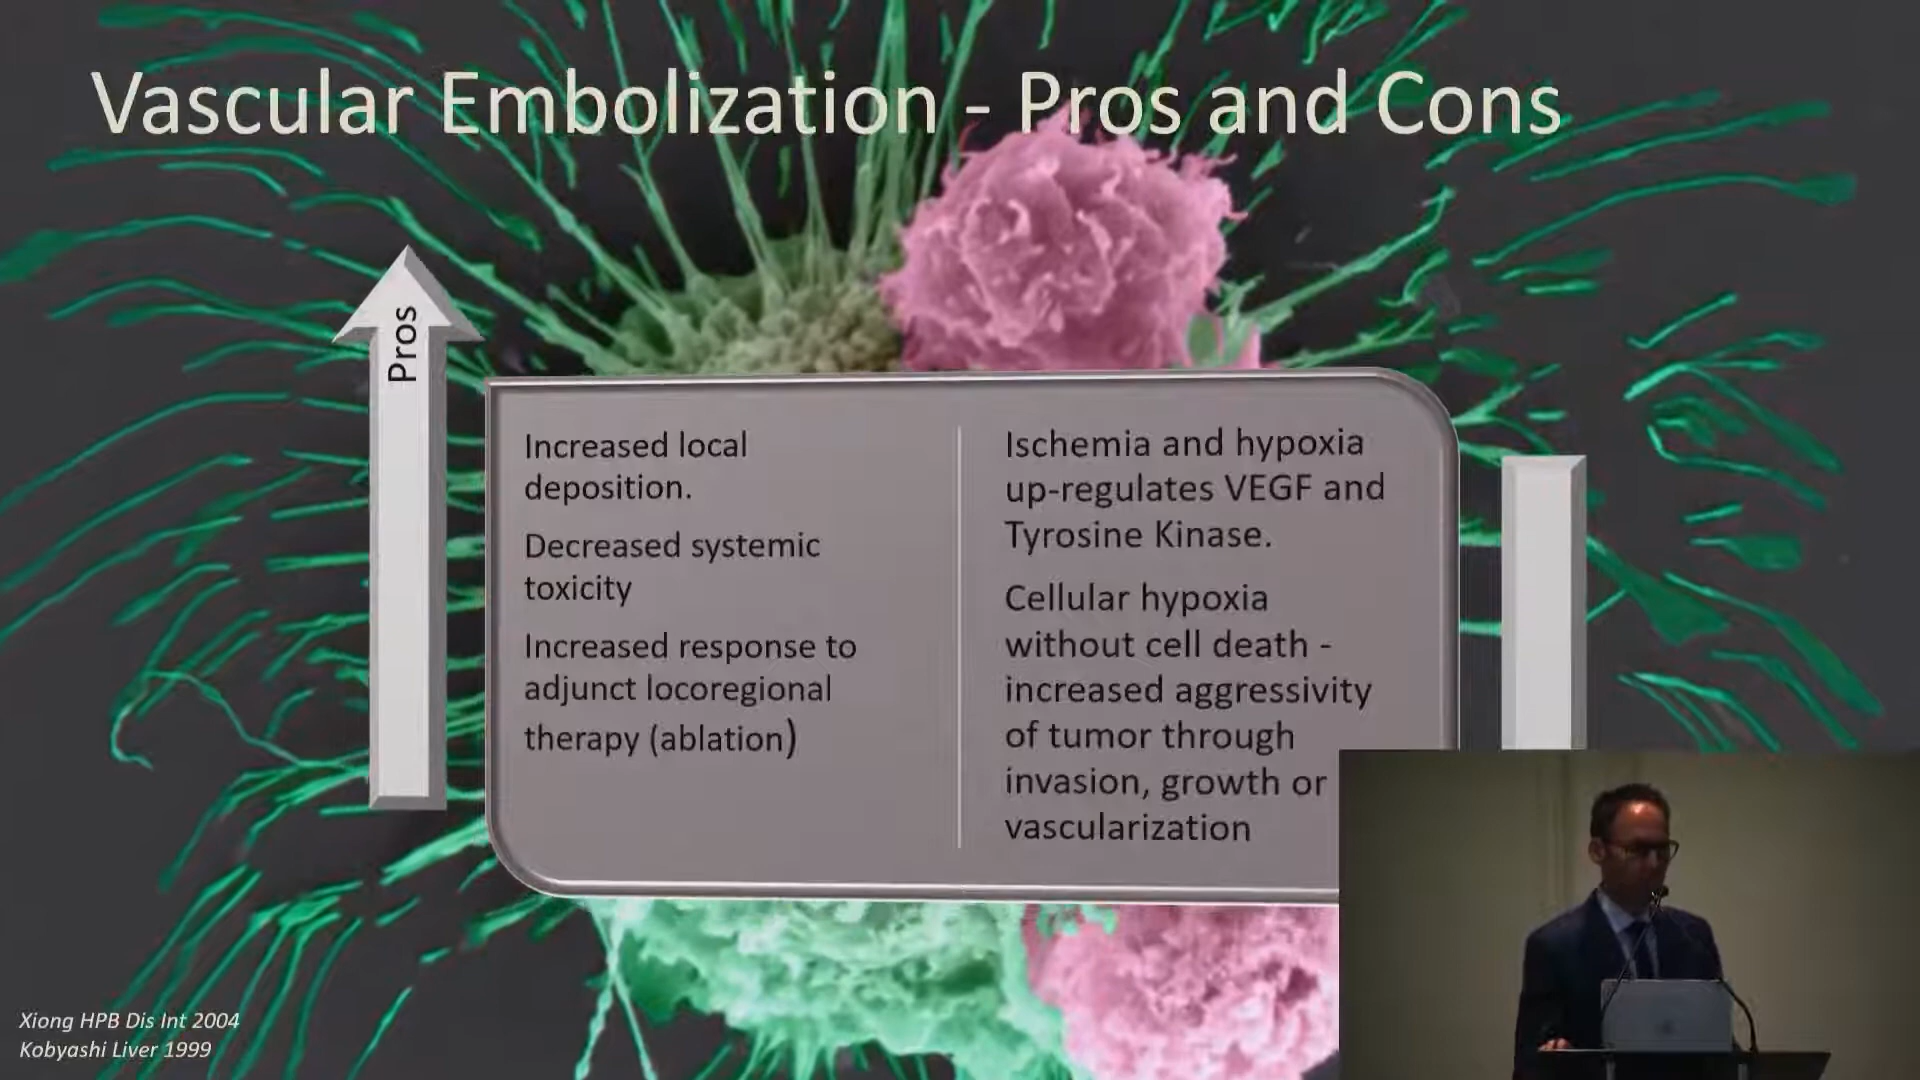 Vascular Embolization - Pros and Cons
Pros
Increased local
deposition.
Decreased systemic
toxicity
Increased response to
adjunct locoregional
therapy (ablation)
Ischemia and hypoxia
up-regulates VEGF and
Tyrosine Kinase.
Cellular hypoxia
without cell death -
increased aggressivity
of tumor through
invasion, growth or
vascularization
Xiong HPB Dis Int 2004
Kobyashi Liver 1999